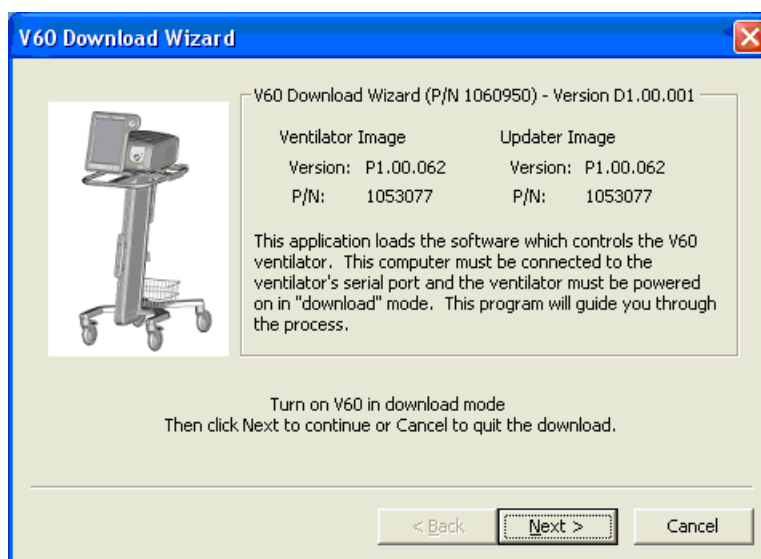 V60 Download Wizard
V60 Download Wizard (P/N 1060950) - Version D1.00.001
Ventilator Image Updater Image
Version: P1.00.062 Version: P1.00.062
P/N: 1053077 P/N: 1053077
This application loads the software which controls the V60
ventilator. This computer must be connected to the
ventilator's serial port and the ventilator must be powered
on in "download" mode. This program will guide you through
the process.
Turn on V60 in download mode
Then click Next to continue or Cancel to quit the download.
< Back Next > Cancel